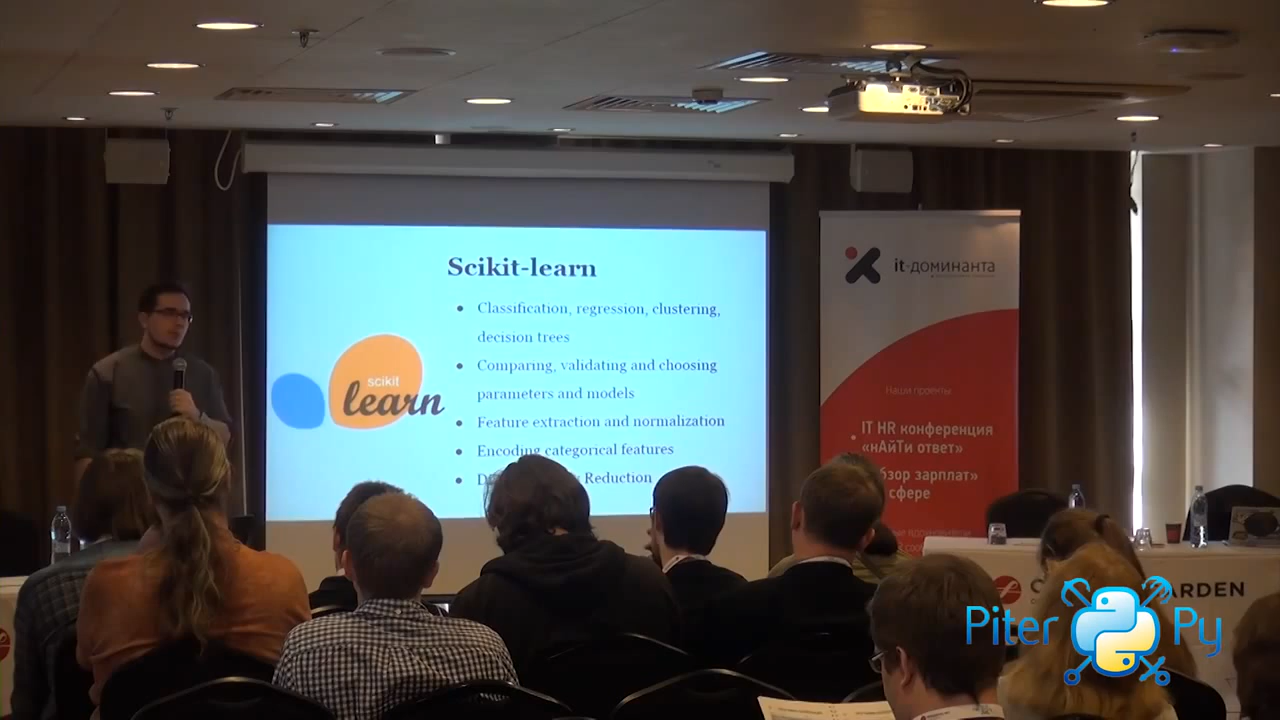 Scikit-learn
Classification, regression, clustering,
decision trees
Comparing, validating and choosing
parameters and models
Feature extraction and normalization
Encoding categorical features
Reduction
scikit
learn
it-доминанта
Наши проекты
IT HR конференция
«нАйТи ответ»
зарплат»
сфере
ARDEN
Piter Py